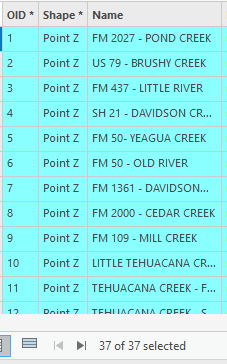 OID * Shape * Name
1 Point Z FM 2027 - POND CREEK
2 Point Z US 79 - BRUSHY CREEK
3 Point Z FM 437 - LITTLE RIVER
4 Point Z SH 21 - DAVIDSON CR...
5 Point Z FM 50- YEAGUA CREEK
6 Point Z FM 50 - OLD RIVER
7 Point Z FM 1361 - DAVIDSON...
8 Point Z FM 2000 - CEDAR CREEK
9 Point Z FM 109 - MILL CREEK
10 Point Z LITTLE TEHUACANA CR...
11 Point Z TEHUACANA CREEK - F...
12 Point Z TEHUACANA CREEK - S...
37 of 37 selected